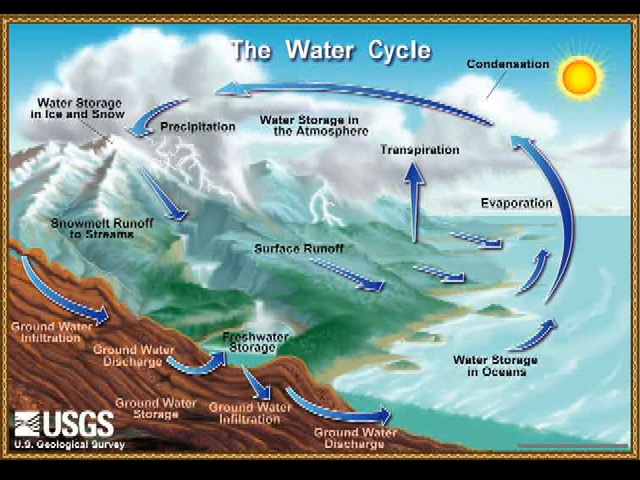 The Water Cycle
Condensation
Water Storage
in Ice and Snow
Precipitation
Water Storage in
the Atmosphere
Transpiration
Evaporation
Snowmelt Runoff
to Streams
Surface Runoff
Ground Water
Infiltration
Ground Water
Discharge
Freshwater
Storage
Water Storage
in Oceans
Ground Water
Storage
Ground Water
Infiltration
Ground Water
Discharge
USGS
U.S. Geological Survey